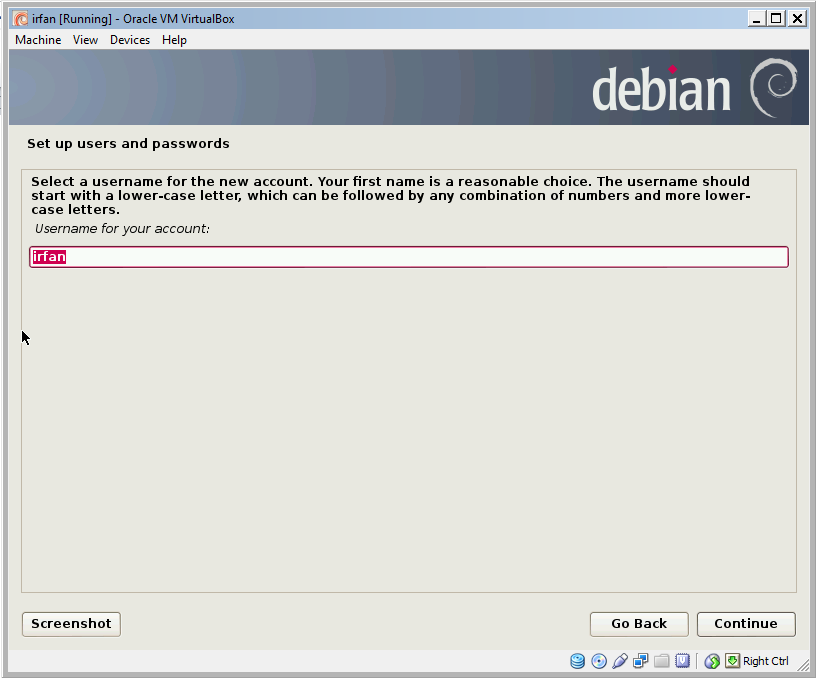 irfan [Running] - Oracle VM VirtualBox
Machine View Devices Help
debian
Set up users and passwords
Select a username for the new account. Your first name is a reasonable choice. The username should
start with a lower-case letter, which can be followed by any combination of numbers and more lower-
case letters.
Username for your account:
irfan
Screenshot Go Back Continue
Right Ctrl